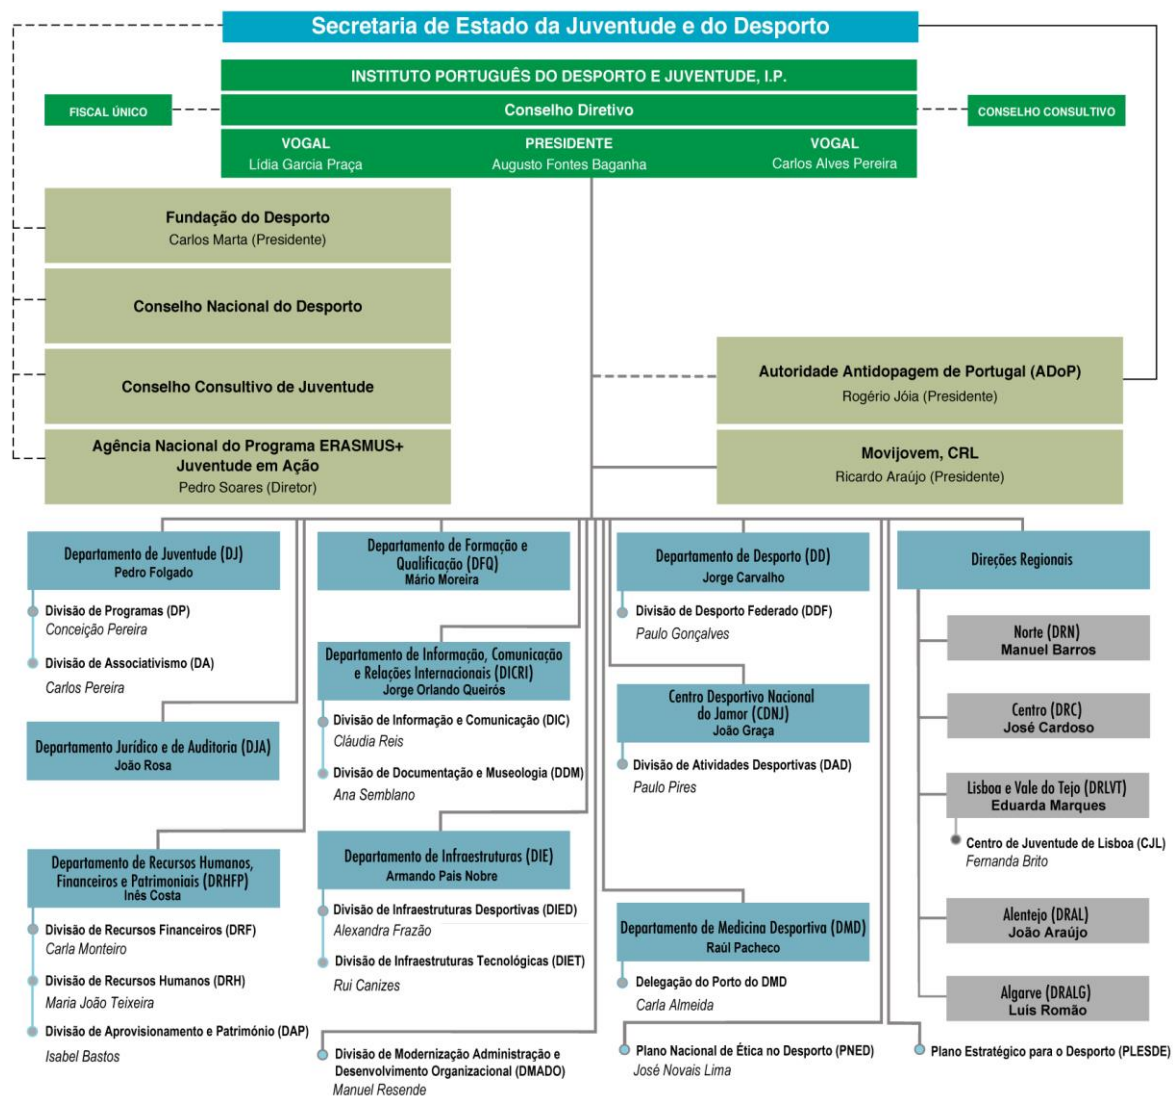 Secretaria de Estado da Juventude e do Desporto
INSTITUTO PORTUGUÊS DO DESPORTO E JUVENTUDE, I.P.
FISCAL ÚNICO
Conselho Diretivo
CONSELHO CONSULTIVO
VOGAL
Lídia Garcia Praça
PRESIDENTE
Augusto Fontes Baganha
VOGAL
Carlos Alves Pereira
Fundação do Desporto
Carlos Marta (Presidente)
Conselho Nacional do Desporto
Conselho Consultivo de Juventude
Agência Nacional do Programa ERASMUS+
Juventude em Ação
Pedro Soares (Diretor)
Autoridade Antidopagem de Portugal (ADoP)
Rogério Jóia (Presidente)
Movijovem, CRL
Ricardo Araújo (Presidente)
Departamento de Juventude (DJ)
Pedro Folgado
Divisão de Programas (DP)
Conceição Pereira
Divisão de Associativismo (DA)
Carlos Pereira
Departamento Jurídico e de Auditoria (DJA)
João Rosa
Departamento de Recursos Humanos,
Financeiros e Patrimoniais (DRHFP)
Inês Costa
Divisão de Recursos Financeiros (DRF)
Carla Monteiro
Divisão de Recursos Humanos (DRH)
Maria João Teixeira
Divisão de Aprovisionamento e Património (DAP)
Isabel Bastos
Departamento de Formação e
Qualificação (DFQ)
Mário Moreira
Departamento de Informação, Comunicação
e Relações Internacionais (DICRI)
Jorge Orlando Queirós
Divisão de Informação e Comunicação (DIC)
Cláudia Reis
Divisão de Documentação e Museologia (DDM)
Ana Semblano
Departamento de Infraestruturas (DIE)
Armando Pais Nobre
Divisão de Infraestruturas Desportivas (DIED)
Alexandra Frazão
Divisão de Infraestruturas Tecnológicas (DIET)
Rui Canizes
Divisão de Modernização Administração e
Desenvolvimento Organizacional (DMADO)
Manuel Resende
Departamento de Desporto (DD)
Jorge Carvalho
Divisão de Desporto Federado (DDF)
Paulo Gonçalves
Centro Desportivo Nacional
do Jamor (CDNJ)
João Graça
Divisão de Atividades Desportivas (DAD)
Paulo Pires
Departamento de Medicina Desportiva (DMD)
Raúl Pacheco
Delegação do Porto do DMD
Carla Almeida
Plano Nacional de Ética no Desporto (PNED)
José Novais Lima
Direções Regionais
Norte (DRN)
Manuel Barros
Centro (DRC)
José Cardoso
Lisboa e Vale do Tejo (DRLVT)
Eduarda Marques
Centro de Juventude de Lisboa (CJL)
Fernanda Brito
Alentejo (DRAL)
João Araújo
Algarve (DRALG)
Luís Romão
Plano Estratégico para o Desporto (PLESDE)